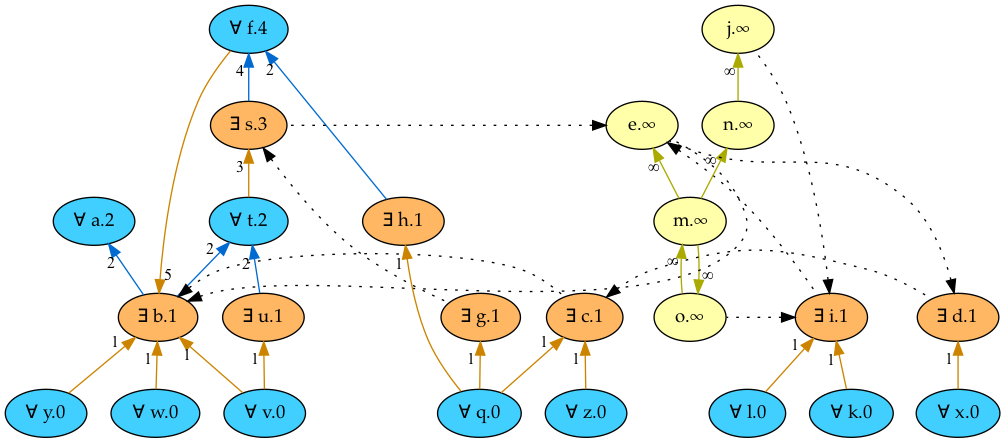 ∀ f.4
j.∞
4
2
∞
∃ s.3
e.∞
n.∞
3
∞
∞
∀ a.2
∀ t.2
∃ h.1
m.∞
2
2
2
1
∞
∞
5
∃ b.1
∃ u.1
∃ g.1
∃ c.1
o.∞
∃ i.1
∃ d.1
1
1
1
1
1
1
1
1
1
1
∀ y.0
∀ w.0
∀ v.0
∀ q.0
∀ z.0
∀ l.0
∀ k.0
∀ x.0